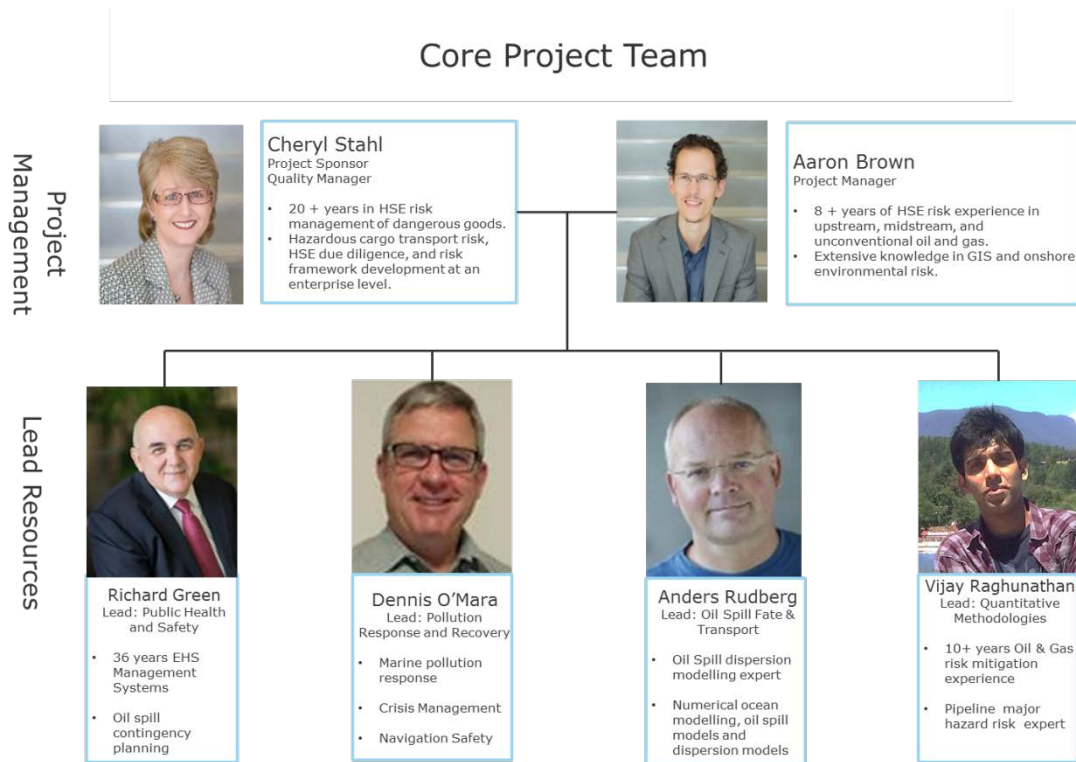 Core Project Team
Project
Management
Cheryl Stahl
Project Sponsor
Quality Manager
• 20 + years in HSE risk
management of dangerous goods.
• Hazardous cargo transport risk,
HSE due diligence, and risk
framework development at an
enterprise level.
Aaron Brown
Project Manager
• 8 + years of HSE risk experience in
upstream, midstream, and
unconventional oil and gas.
• Extensive knowledge in GIS and onshore
environmental risk.
Lead Resources
Richard Green
Lead: Public Health
and Safety
• 36 years EHS
Management
Systems
• Oil spill
contingency
planning
Dennis O’Mara
Lead: Pollution
Response and Recovery
• Marine pollution
response
• Crisis Management
• Navigation Safety
Anders Rudberg
Lead: Oil Spill Fate &
Transport
• Oil Spill dispersion
modelling expert
• Numerical ocean
modelling, oil spill
models and
dispersion models
Vijay Raghunathan
Lead: Quantitative
Methodologies
• 10+ years Oil & Gas
risk mitigation
experience
• Pipeline major
hazard risk expert